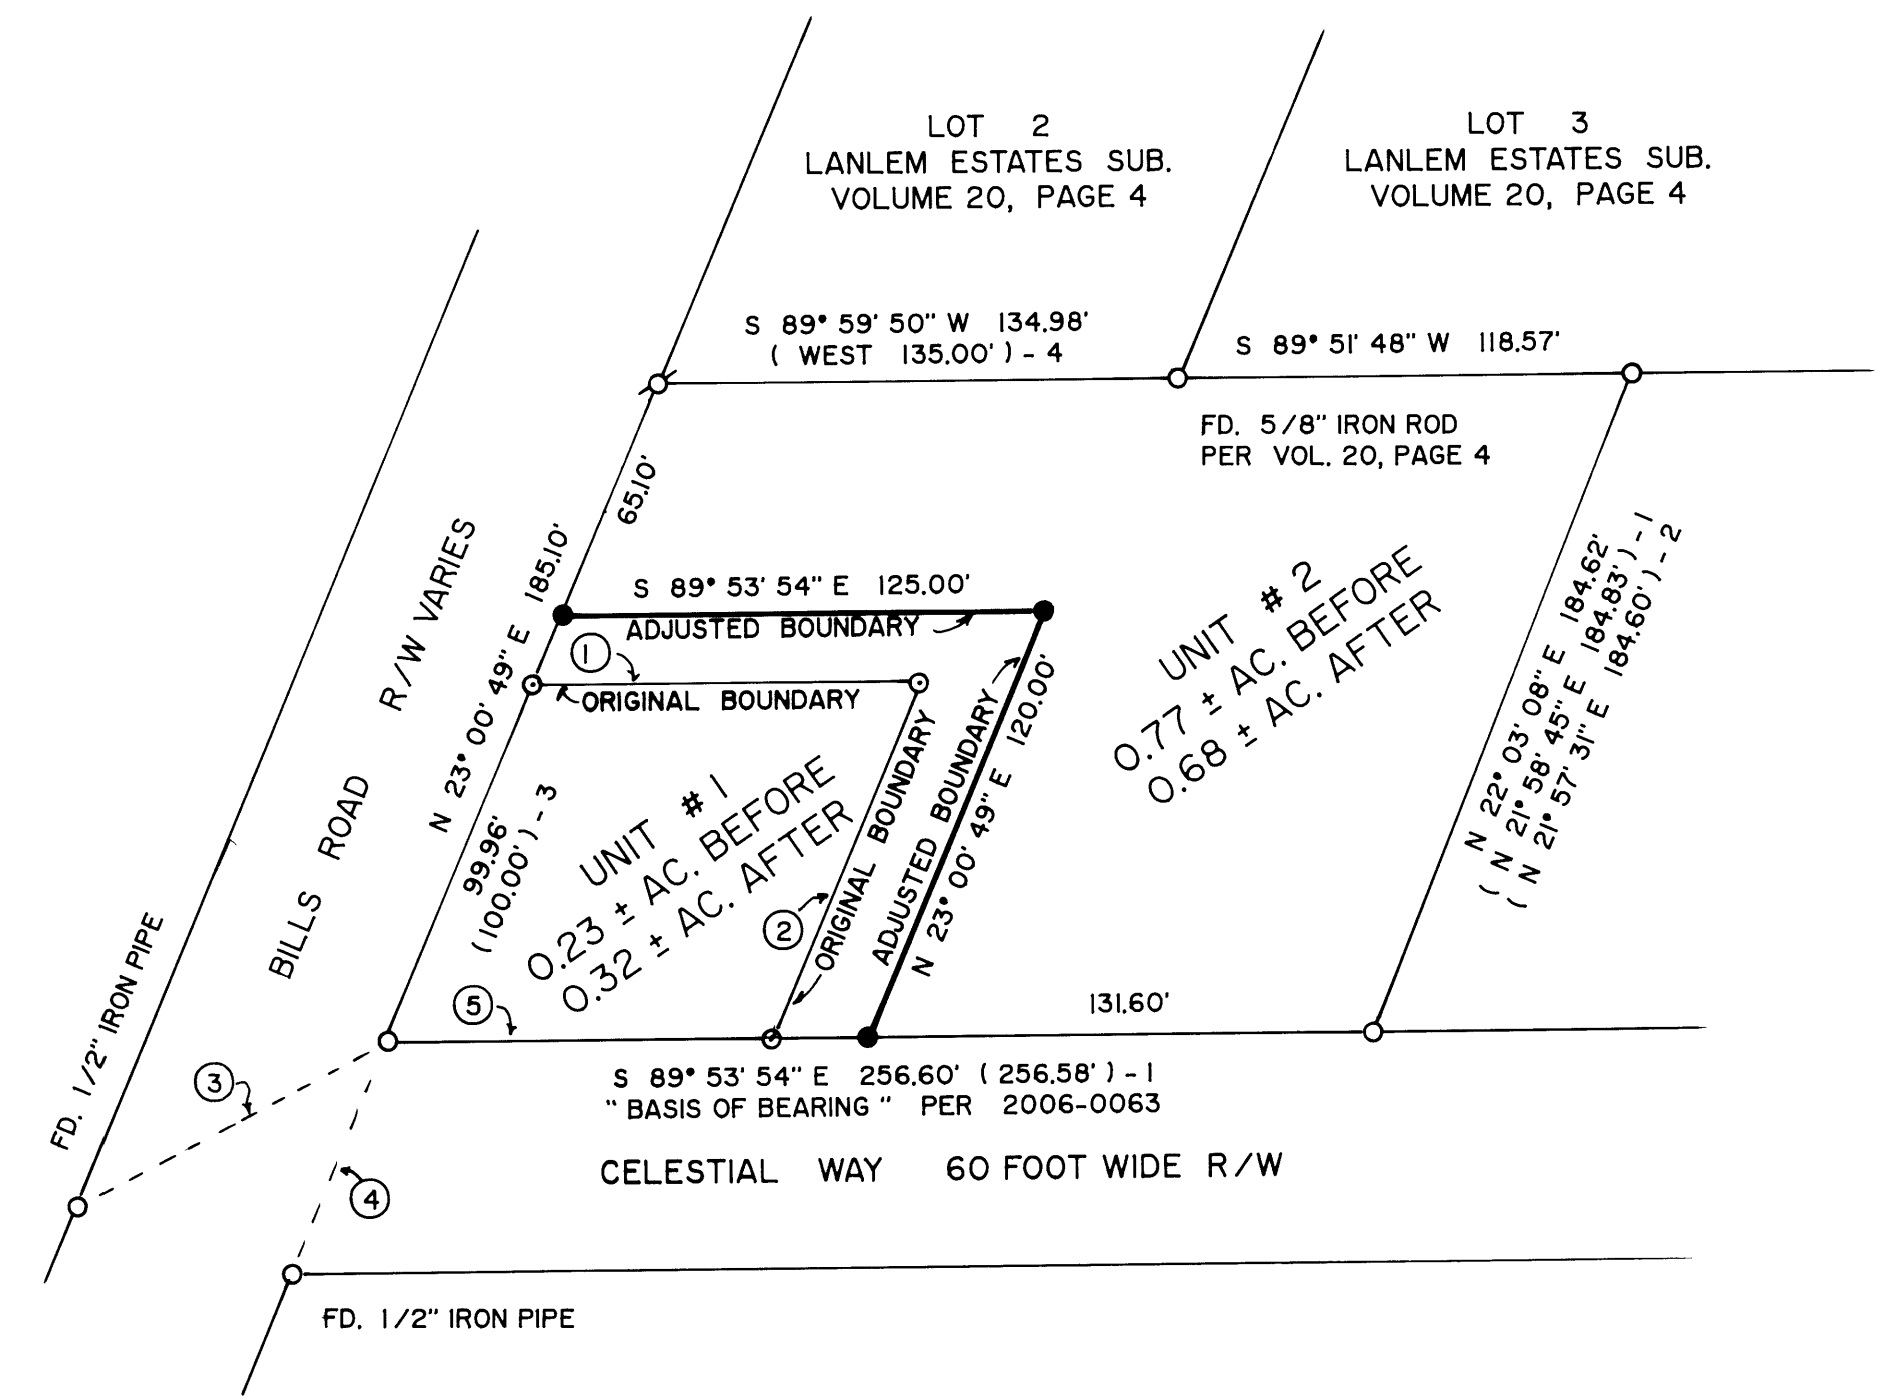 LOT 2
LANLEM ESTATES SUB.
VOLUME 20, PAGE 4
LOT 3
LANLEM ESTATES SUB.
VOLUME 20, PAGE 4
S 89° 59' 50" W 134.98'
( WEST 135.00' ) - 4
S 89° 51' 48" W 118.57'
FD. 5/8" IRON ROD
PER VOL. 20, PAGE 4
65.10'
N 23° 00' 49" E 185.10'
BILLS ROAD R/W VARIES
S 89° 53' 54" E 125.00'
ADJUSTED BOUNDARY
1
ORIGINAL BOUNDARY
99.96'
(100.00') - 3
UNIT # 1
0.23 ± AC. BEFORE
0.32 ± AC. AFTER
2
ORIGINAL BOUNDARY
ADJUSTED BOUNDARY
N 23° 00' 49" E 120.00'
UNIT # 2
0.77 ± AC. BEFORE
0.68 ± AC. AFTER
N 22° 03' 08" E 184.62'
( N 21° 58' 45" E 184.83' ) - 1
( N 21° 57' 31" E 184.60' ) - 2
FD. 1/2" IRON PIPE
5
131.60'
S 89° 53' 54" E 256.60' ( 256.58' ) - 1
" BASIS OF BEARING " PER 2006-0063
3
4
CELESTIAL WAY 60 FOOT WIDE R/W
FD. 1/2" IRON PIPE